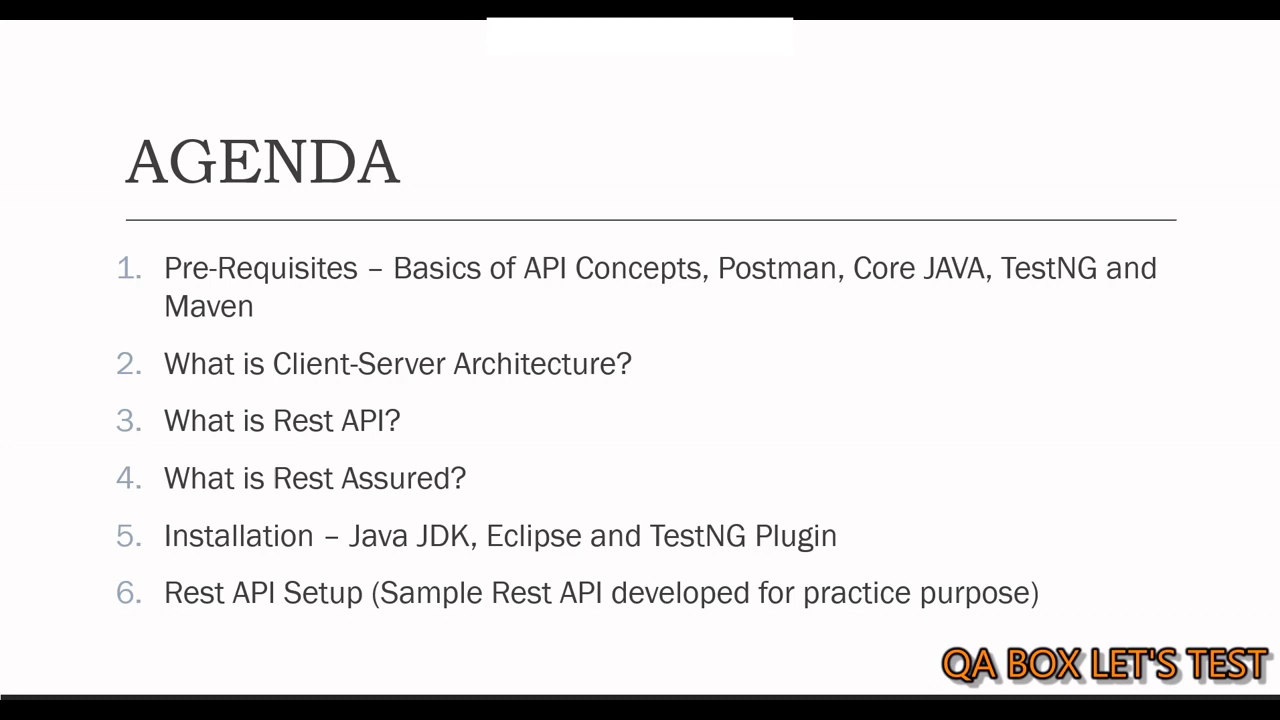 AGENDA
1. Pre-Requisites – Basics of API Concepts, Postman, Core JAVA, TestNG and
Maven
2. What is Client-Server Architecture?
3. What is Rest API?
4. What is Rest Assured?
5. Installation – Java JDK, Eclipse and TestNG Plugin
6. Rest API Setup (Sample Rest API developed for practice purpose)
QA BOX LET'S TEST